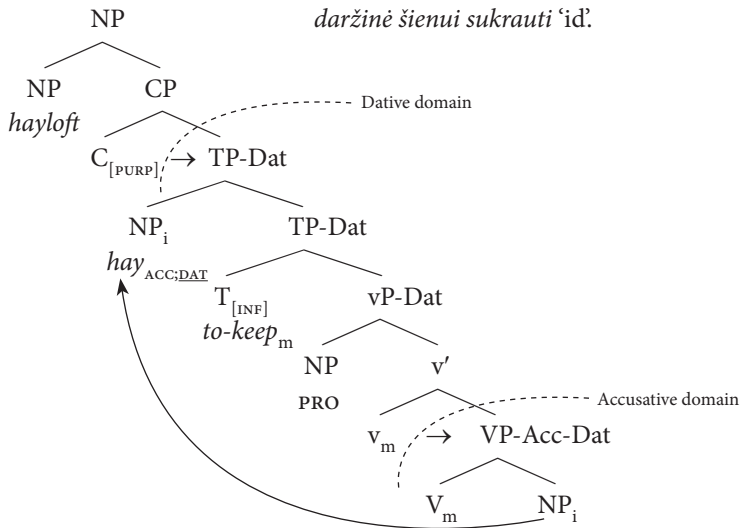 NP daržinė šienui sukrauti ‘id’.
NP CP
hayloft
Dative domain
C[PURP] → TP-Dat
NPi TP-Dat
hayACC;DAT
T[INF] vP-Dat
to-keepm
NP v′
PRO
Accusative domain
vm → VP-Acc-Dat
Vm NPi